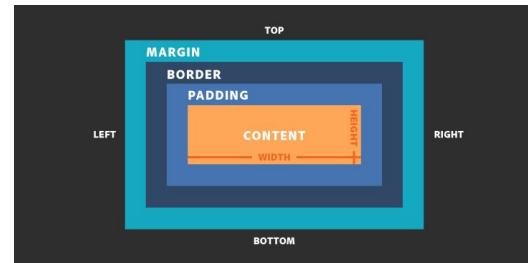 TOP
MARGIN
BORDER
PADDING
LEFT
CONTENT
HEIGHT
RIGHT
WIDTH
BOTTOM